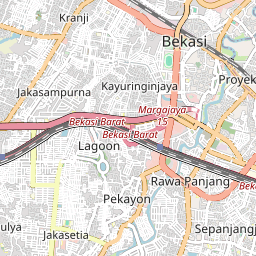 Kranji
Bekasi
Kayuringinjaya
Proyek
Jakasampurna
Margajaya
Bekasi Barat
15
Bekasi Barat
Lagoon
Rawa Panjang
Bek
Pekayon
Sepanjangj
ulya
Jakasetia